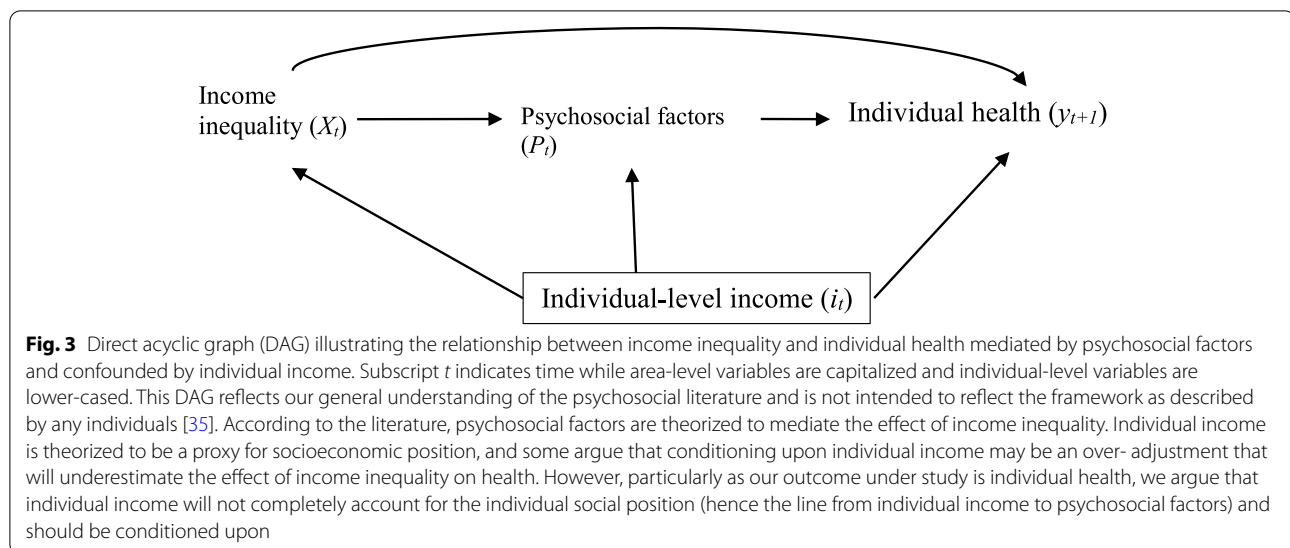 Income
inequality (Xt)
Psychosocial factors
(Pt)
Individual health (yt+1)
Individual-level income (it)
Fig. 3 Direct acyclic graph (DAG) illustrating the relationship between income inequality and individual health mediated by psychosocial factors
and confounded by individual income. Subscript t indicates time while area-level variables are capitalized and individual-level variables are
lower-cased. This DAG reflects our general understanding of the psychosocial literature and is not intended to reflect the framework as described
by any individuals [35]. According to the literature, psychosocial factors are theorized to mediate the effect of income inequality. Individual income
is theorized to be a proxy for socioeconomic position, and some argue that conditioning upon individual income may be an over- adjustment that
will underestimate the effect of income inequality on health. However, particularly as our outcome under study is individual health, we argue that
individual income will not completely account for the individual social position (hence the line from individual income to psychosocial factors) and
should be conditioned upon